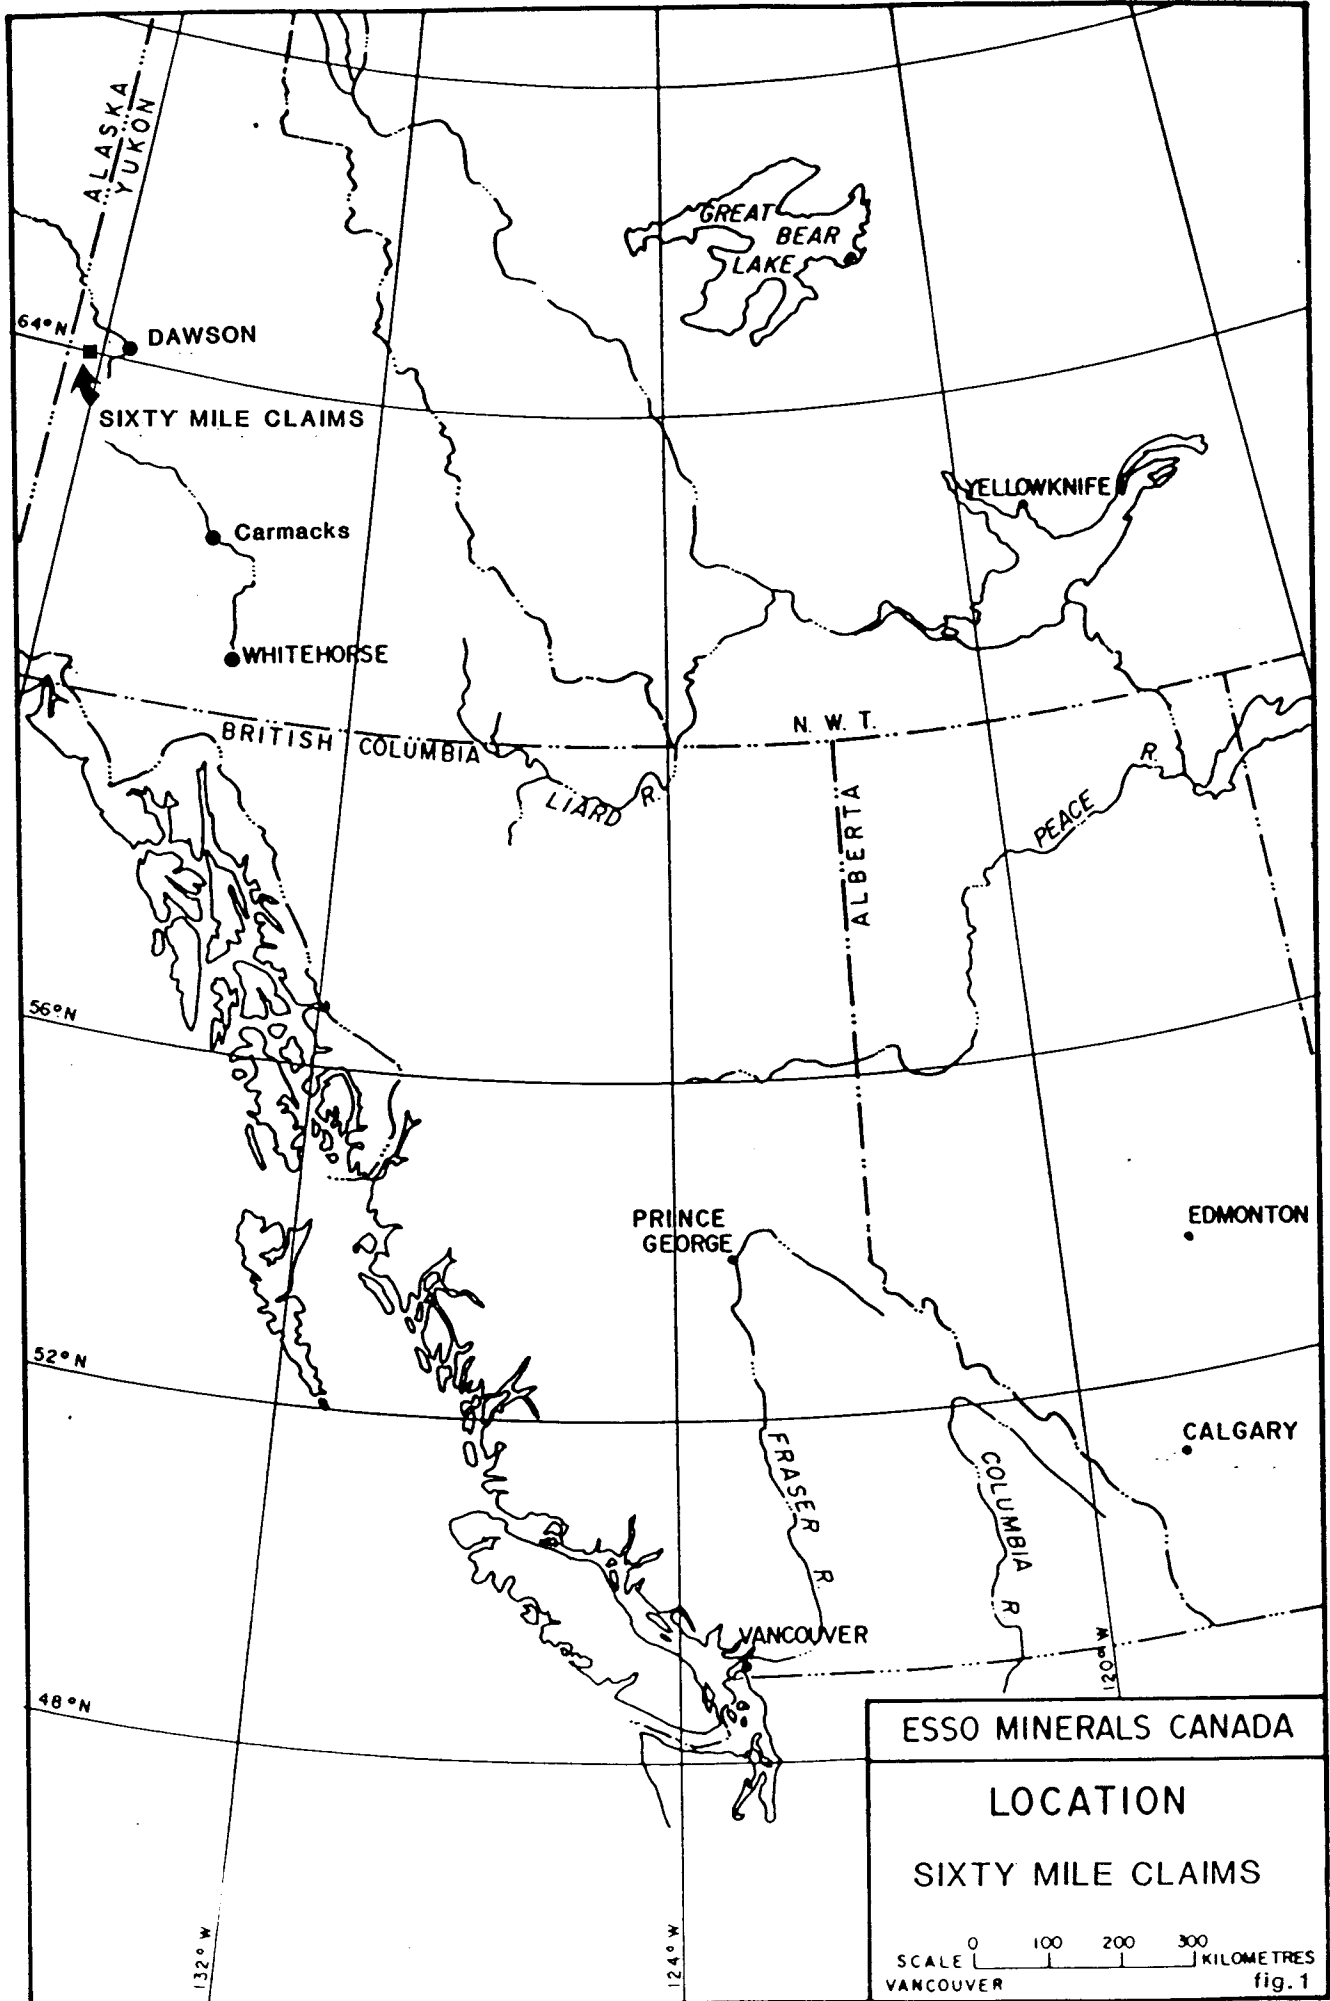 ALASKA
YUKON
GREAT
BEAR
LAKE
64°N
DAWSON
SIXTY MILE CLAIMS
YELLOWKNIFE
Carmacks
WHITEHORSE
BRITISH COLUMBIA
N. W. T.
LIARD R.
ALBERTA
PEACE R.
56°N
PRINCE
GEORGE
EDMONTON
52°N
CALGARY
FRASER R.
COLUMBIA R.
VANCOUVER
120°W
48°N
132°W
124°W
ESSO MINERALS CANADA
LOCATION
SIXTY MILE CLAIMS
0 100 200 300
SCALE KILOMETRES
VANCOUVER fig. 1